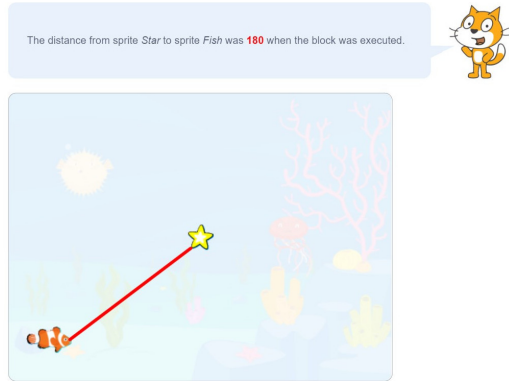 The distance from sprite Star to sprite Fish was 180 when the block was executed.